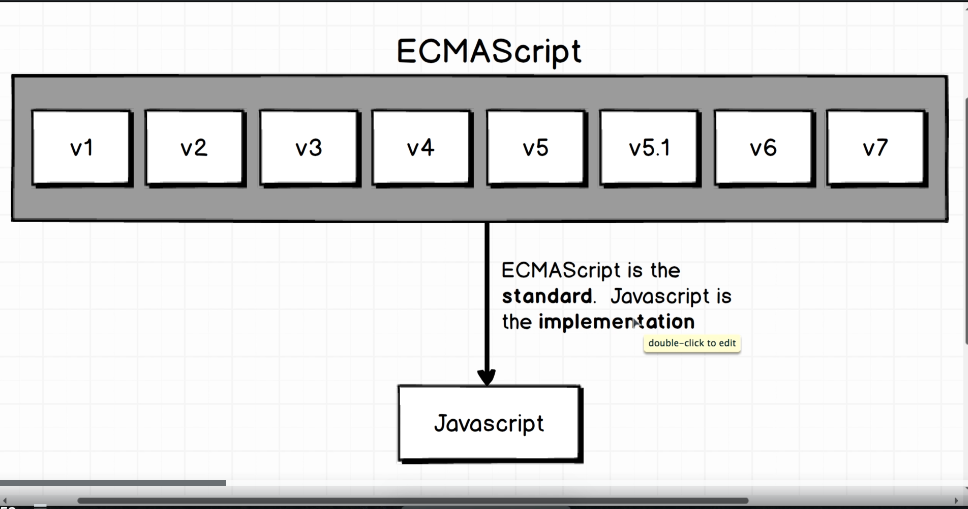 ECMAScript
v1 v2 v3 v4 v5 v5.1 v6 v7
ECMAScript is the
standard. Javascript is
the implementation
double-click to edit
Javascript